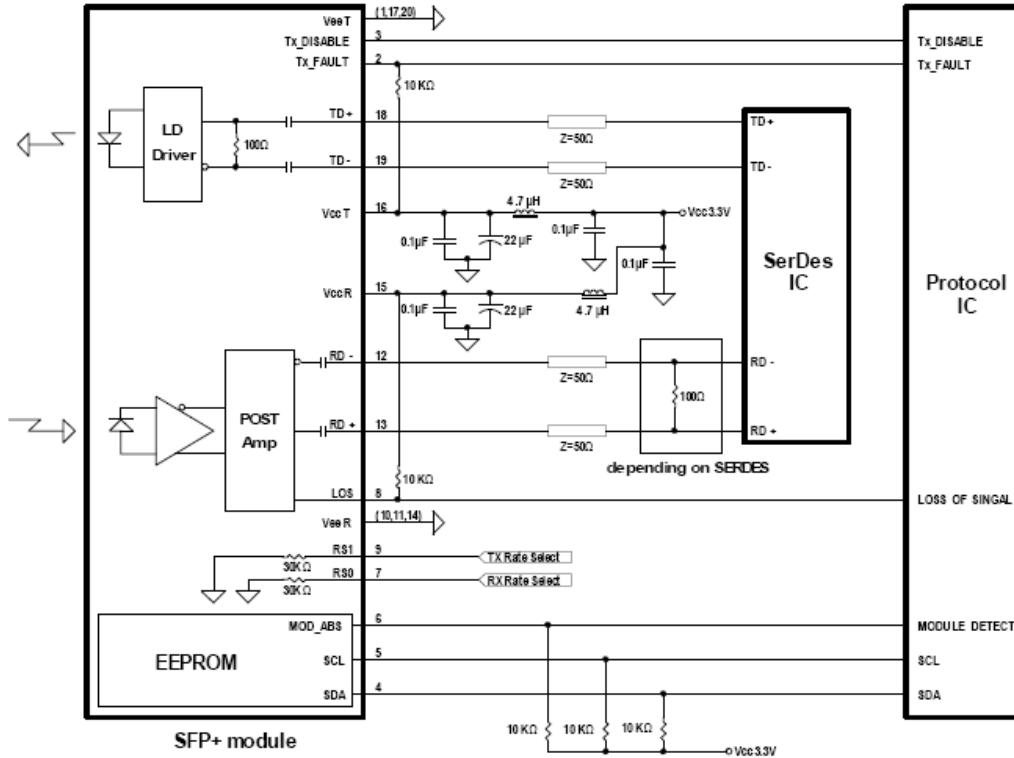 VeeT
(1,17,20)
Tx_DISABLE
3
Tx_DISABLE
Tx_FAULT
2
Tx_FAULT
10 KΩ
LD
Driver
100Ω
TD+
18
Z=50Ω
TD+
TD-
19
Z=50Ω
TD-
VccT
16
4.7 µH
Vcc3.3V
0.1µF
22 µF
0.1µF
0.1µF
SerDes
IC
Protocol
IC
VccR
15
0.1µF
22 µF
4.7 µH
RD -
12
Z=50Ω
RD -
100Ω
POST
Amp
RD +
13
Z=50Ω
RD +
depending on SERDES
10 KΩ
LOS
8
LOSS OF SINGAL
VeeR
(10,11,14)
RS1
9
TX Rate Select
30KΩ
RS0
7
RX Rate Select
30KΩ
MOD_ABS
6
MODULE DETECT
EEPROM
SCL
5
SCL
SDA
4
SDA
10 KΩ
10 KΩ
10 KΩ
SFP+ module
Vcc3.3V